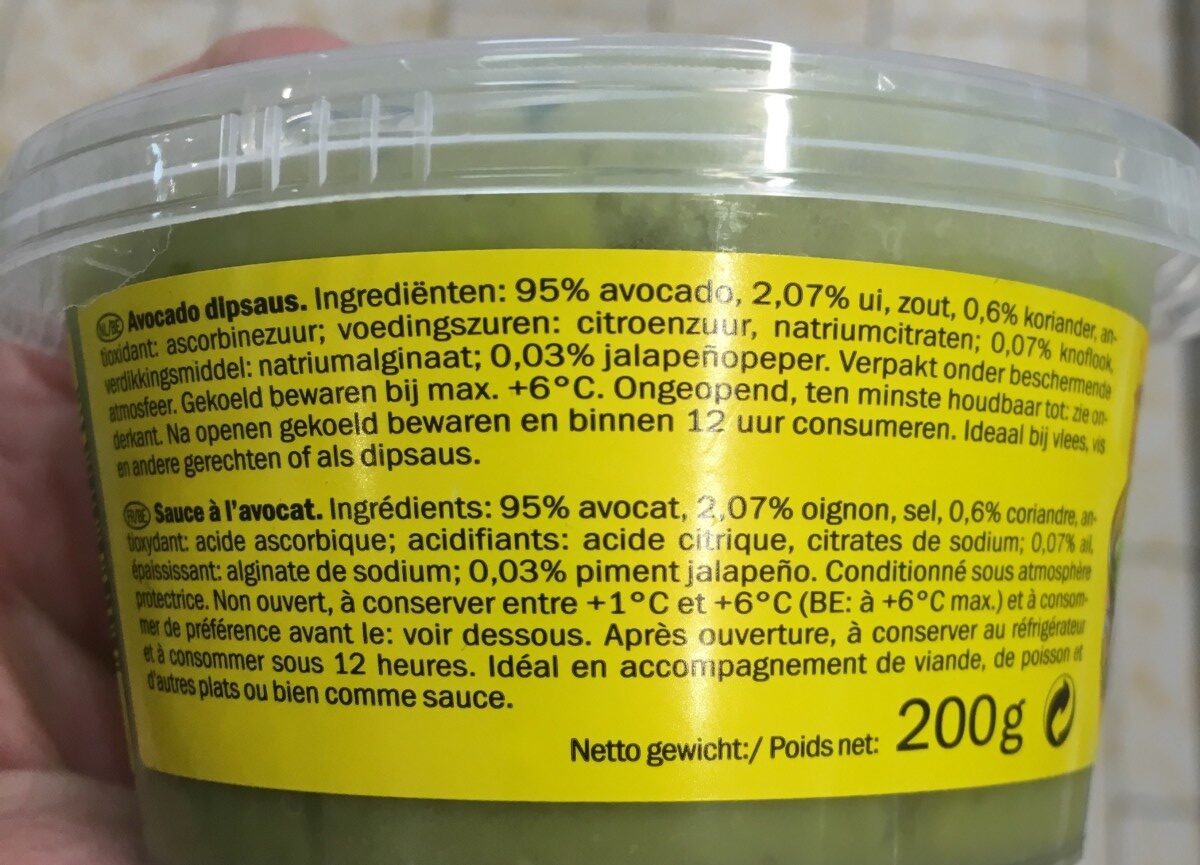 NL/BE Avocado dipsaus. Ingrediënten: 95% avocado, 2,07% ui, zout, 0,6% koriander, an-
tioxidant: ascorbinezuur; voedingszuren: citroenzuur, natriumcitraten; 0,07% knoflook,
verdikkingsmiddel: natriumalginaat; 0,03% jalapeñopeper. Verpakt onder beschermende
atmosfeer. Gekoeld bewaren bij max. +6°C. Ongeopend, ten minste houdbaar tot: zie on-
derkant. Na openen gekoeld bewaren en binnen 12 uur consumeren. Ideaal bij vlees, vis
en andere gerechten of als dipsaus.
FR/BE Sauce à l'avocat. Ingrédients: 95% avocat, 2,07% oignon, sel, 0,6% coriandre, an-
tioxydant: acide ascorbique; acidifiants: acide citrique, citrates de sodium; 0,07% ail,
épaississant: alginate de sodium; 0,03% piment jalapeño. Conditionné sous atmosphère
protectrice. Non ouvert, à conserver entre +1°C et +6°C (BE: à +6°C max.) et à consom-
mer de préférence avant le: voir dessous. Après ouverture, à conserver au réfrigérateur
et à consommer sous 12 heures. Idéal en accompagnement de viande, de poisson et
d'autres plats ou bien comme sauce.
Netto gewicht:/ Poids net: 200g